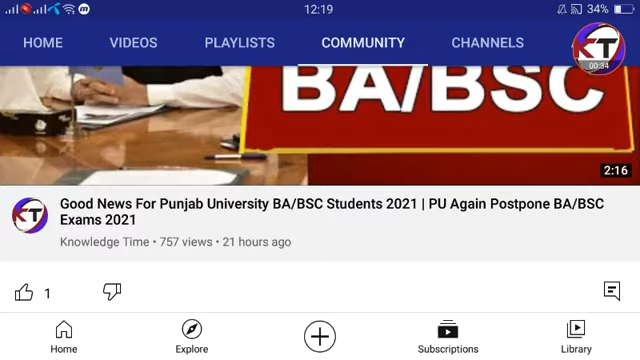 12:19
34%
HOME VIDEOS PLAYLISTS COMMUNITY CHANNELS
KT
00:34
BA/BSC
2:16
KT
Good News For Punjab University BA/BSC Students 2021 | PU Again Postpone BA/BSC
Exams 2021
Knowledge Time • 757 views • 21 hours ago
1
Home Explore Subscriptions Library